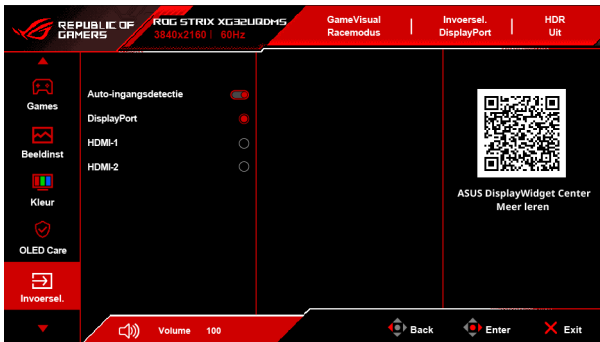 REPUBLIC OF
GAMERS
ROG STRIX XG32UQDMS
3840x2160 | 60Hz
GameVisual
Racemodus
Invoersel.
DisplayPort
HDR
Uit
Games
Beeldinst
Kleur
OLED Care
Invoersel.
Auto-ingangsdetectie
DisplayPort
HDMI-1
HDMI-2
ASUS DisplayWidget Center
Meer leren
Volume 100
Back
Enter
Exit